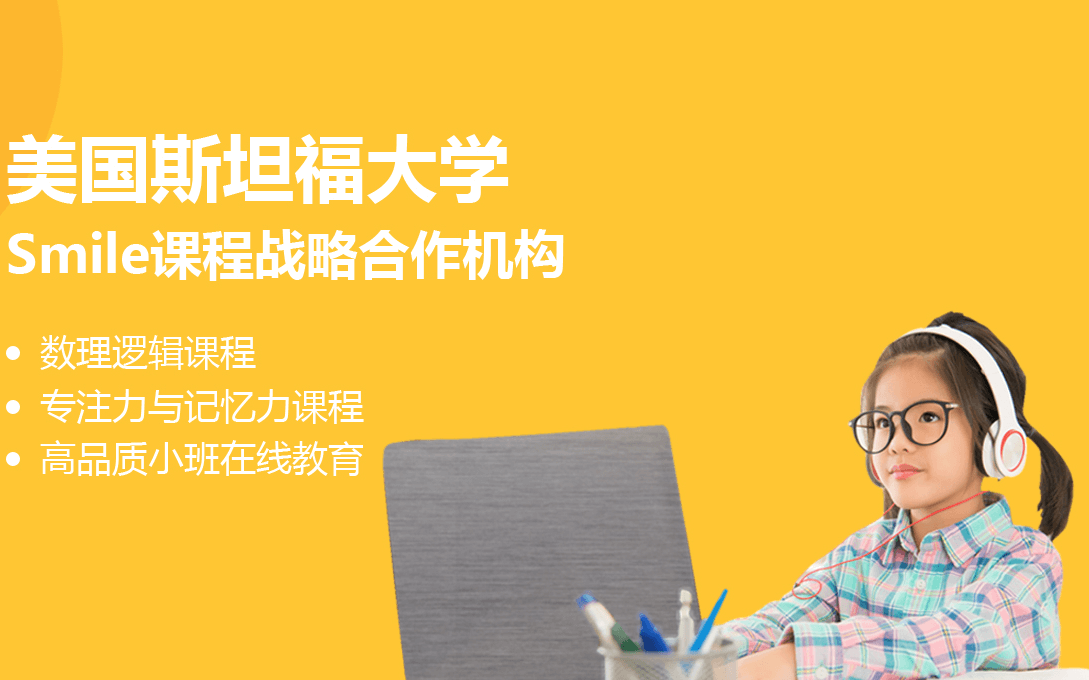 美国斯坦福大学
Smile课程战略合作机构
• 数理逻辑课程
• 专注力与记忆力课程
• 高品质小班在线教育